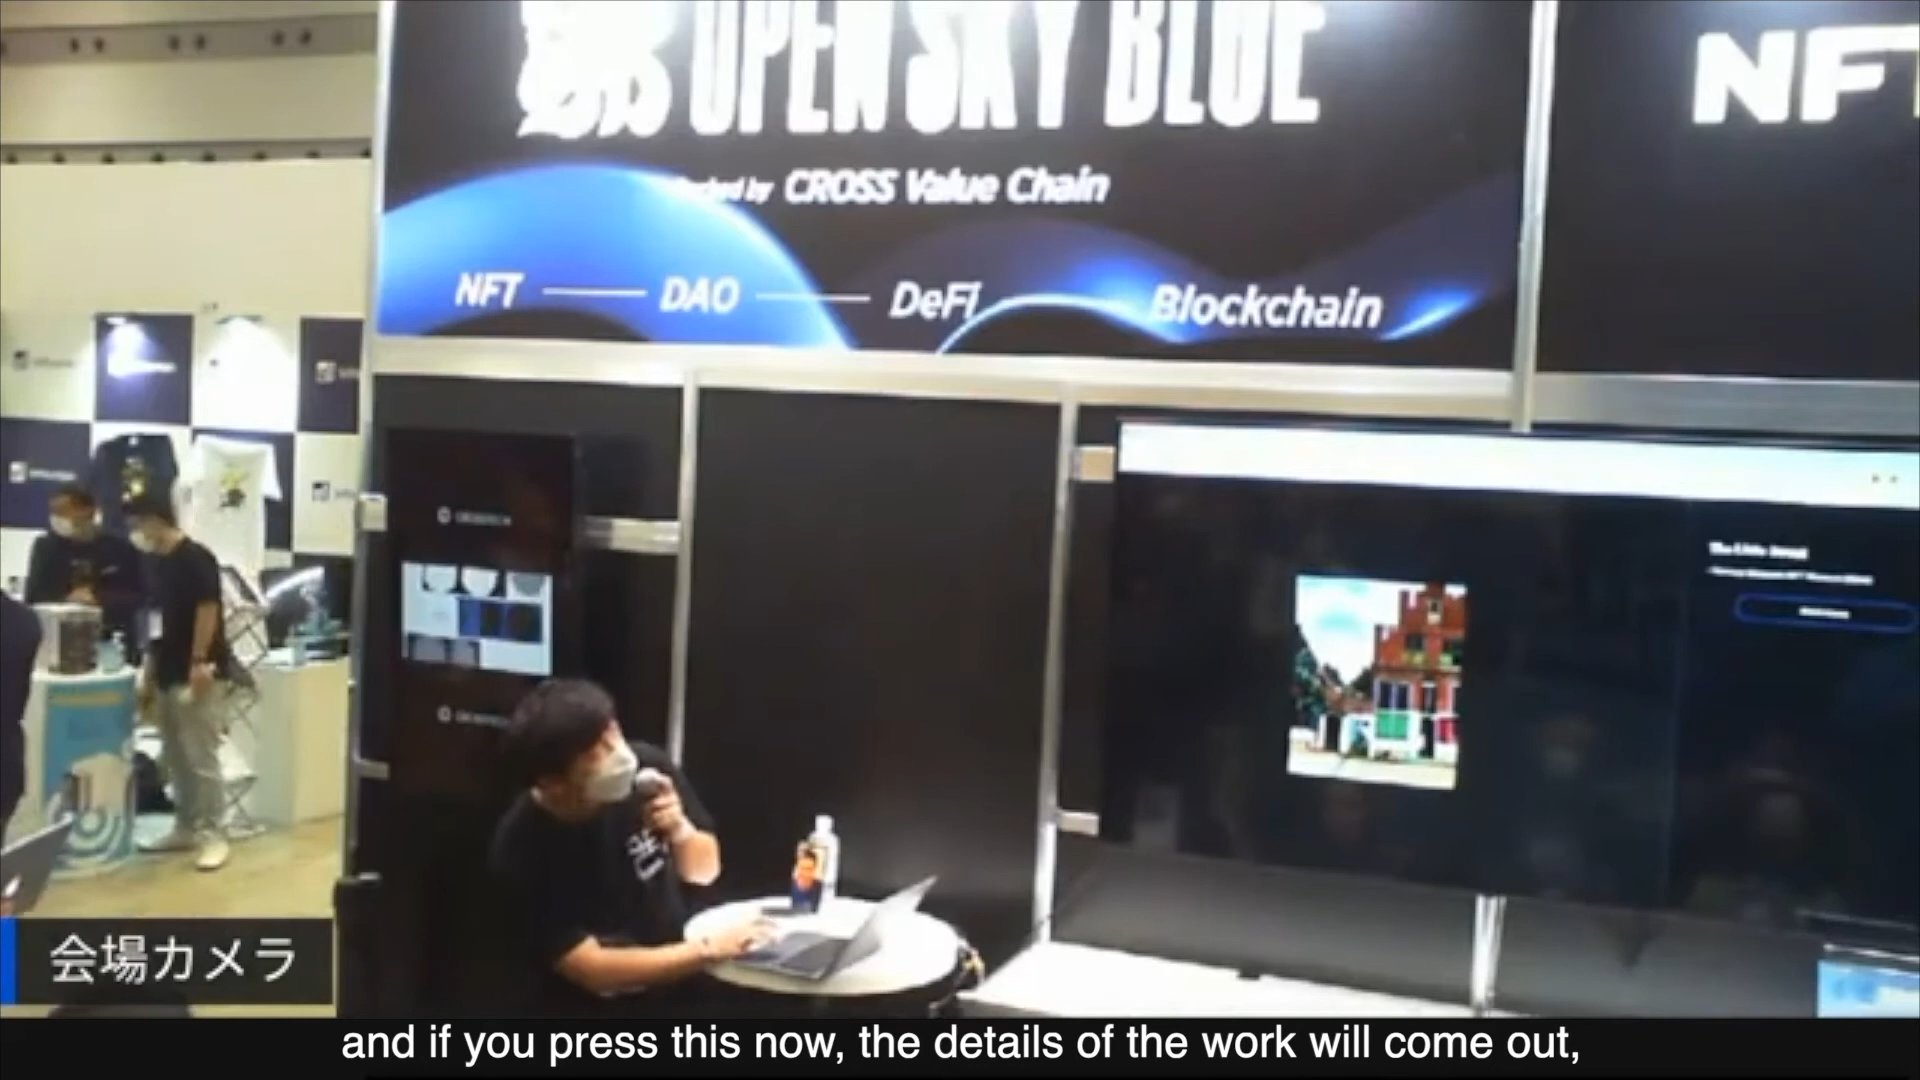 OPEN SKY BLUE
by CROSS Value Chain
NFT DAO DeFi Blockchain
NFT
会場カメラ
and if you press this now, the details of the work will come out,